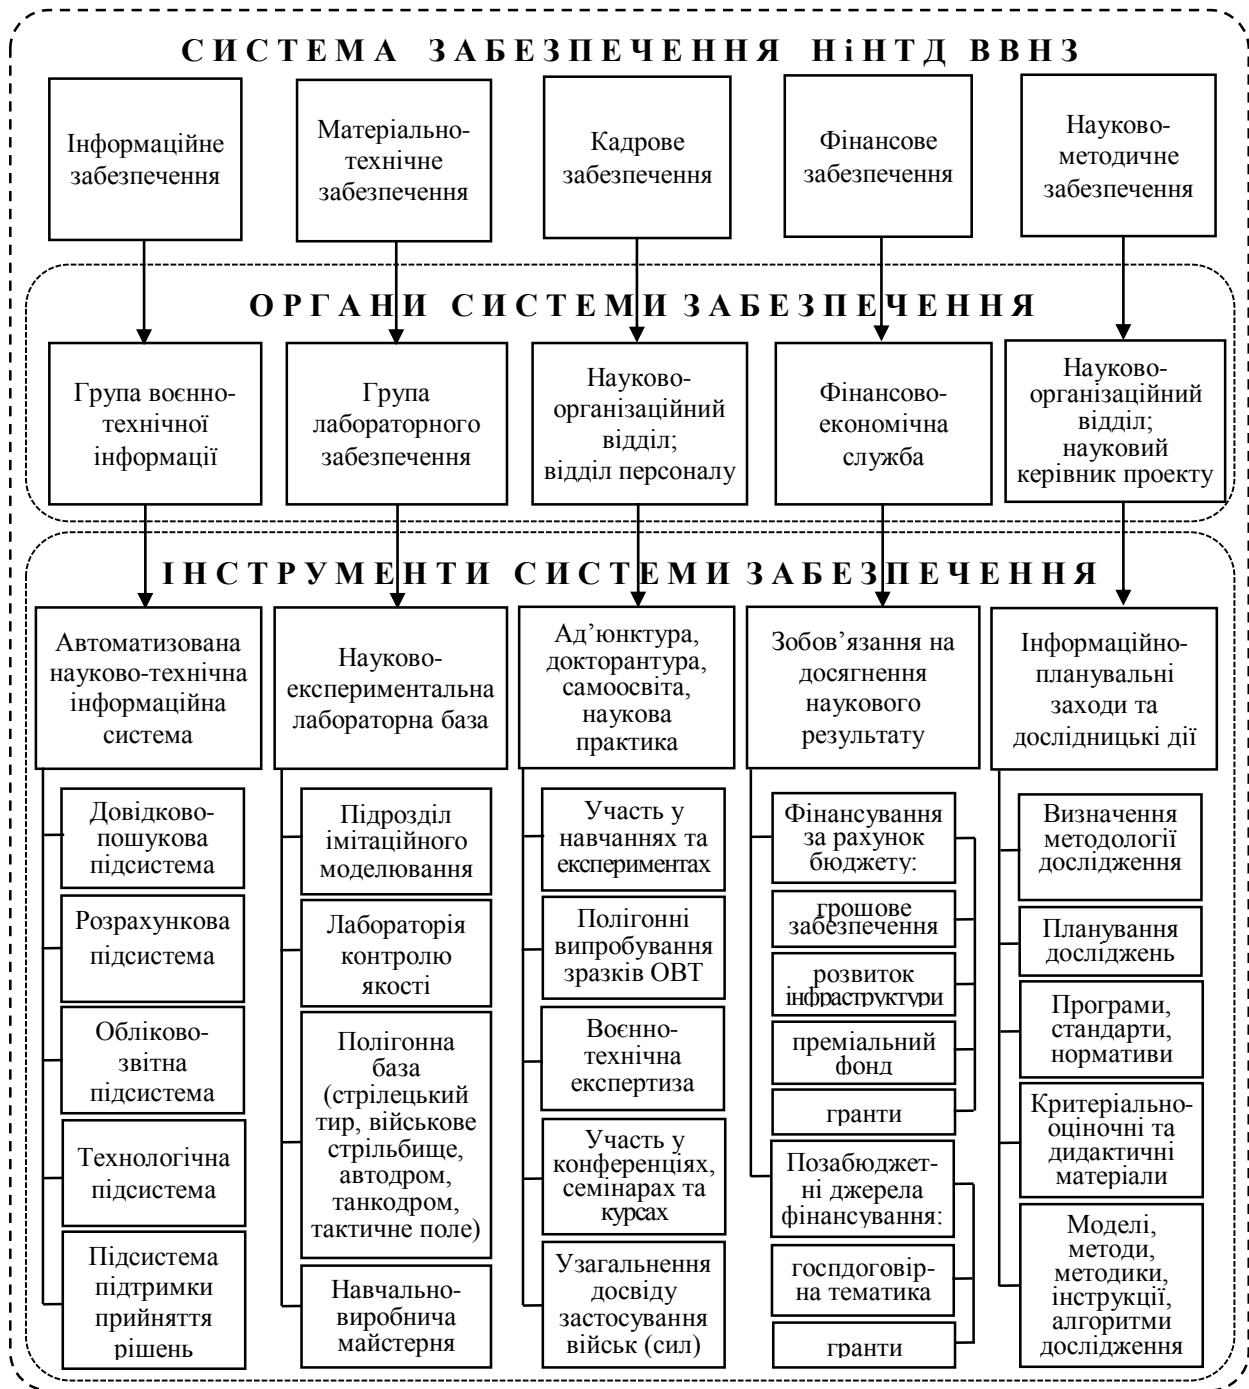 СИСТЕМА ЗАБЕЗПЕЧЕННЯ НіНТД ВВНЗ
Інформаційне
забезпечення
Матеріально-
технічне
забезпечення
Кадрове
забезпечення
Фінансове
забезпечення
Науково-
методичне
забезпечення
ОРГАНИ СИСТЕМИ ЗАБЕЗПЕЧЕННЯ
Група воєнно-
технічної
інформації
Група
лабораторного
забезпечення
Науково-
організаційний
відділ;
відділ персоналу
Фінансово-
економічна
служба
Науково-
організаційний
відділ;
науковий
керівник проекту
ІНСТРУМЕНТИ СИСТЕМИ ЗАБЕЗПЕЧЕННЯ
Автоматизована
науково-технічна
інформаційна
система
Довідково-
пошукова
підсистема
Розрахункова
підсистема
Обліково-
звітна
підсистема
Технологічна
підсистема
Підсистема
підтримки
прийняття
рішень
Науково-
експериментальна
лабораторна база
Підрозділ
імітаційного
моделювання
Лабораторія
контролю
якості
Полігонна
база
(стрілецький
тир, військове
стрільбище,
автодром,
танкодром,
тактичне поле)
Навчально-
виробнича
майстерня
Ад’юнктура,
докторантура,
самоосвіта,
наукова
практика
Участь у
навчаннях та
експериментах
Полігонні
випробування
зразків ОВТ
Воєнно-
технічна
експертиза
Участь у
конференціях,
семінарах та
курсах
Узагальнення
досвіду
застосування
військ (сил)
Зобов’язання на
досягнення
наукового
результату
Фінансування
за рахунок
бюджету:
грошове
забезпечення
розвиток
інфраструктури
преміальний
фонд
гранти
Позабюджет-
ні джерела
фінансування:
госпдоговір-
на тематика
гранти
Інформаційно-
планувальні
заходи та
дослідницькі дії
Визначення
методології
дослідження
Планування
досліджень
Програми,
стандарти,
нормативи
Критеріально-
оціночні та
дидактичні
матеріали
Моделі,
методи,
методики,
інструкції,
алгоритми
дослідження